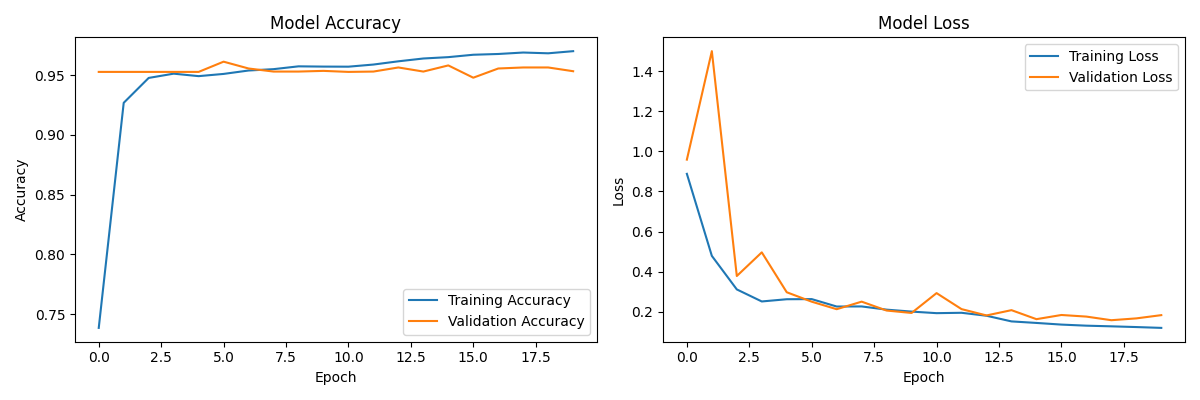 Model Accuracy
Accuracy
0.95
0.90
0.85
0.80
0.75
Training Accuracy
Validation Accuracy
0.0 2.5 5.0 7.5 10.0 12.5 15.0 17.5
Epoch
Model Loss
Loss
1.4
1.2
1.0
0.8
0.6
0.4
0.2
Training Loss
Validation Loss
0.0 2.5 5.0 7.5 10.0 12.5 15.0 17.5
Epoch